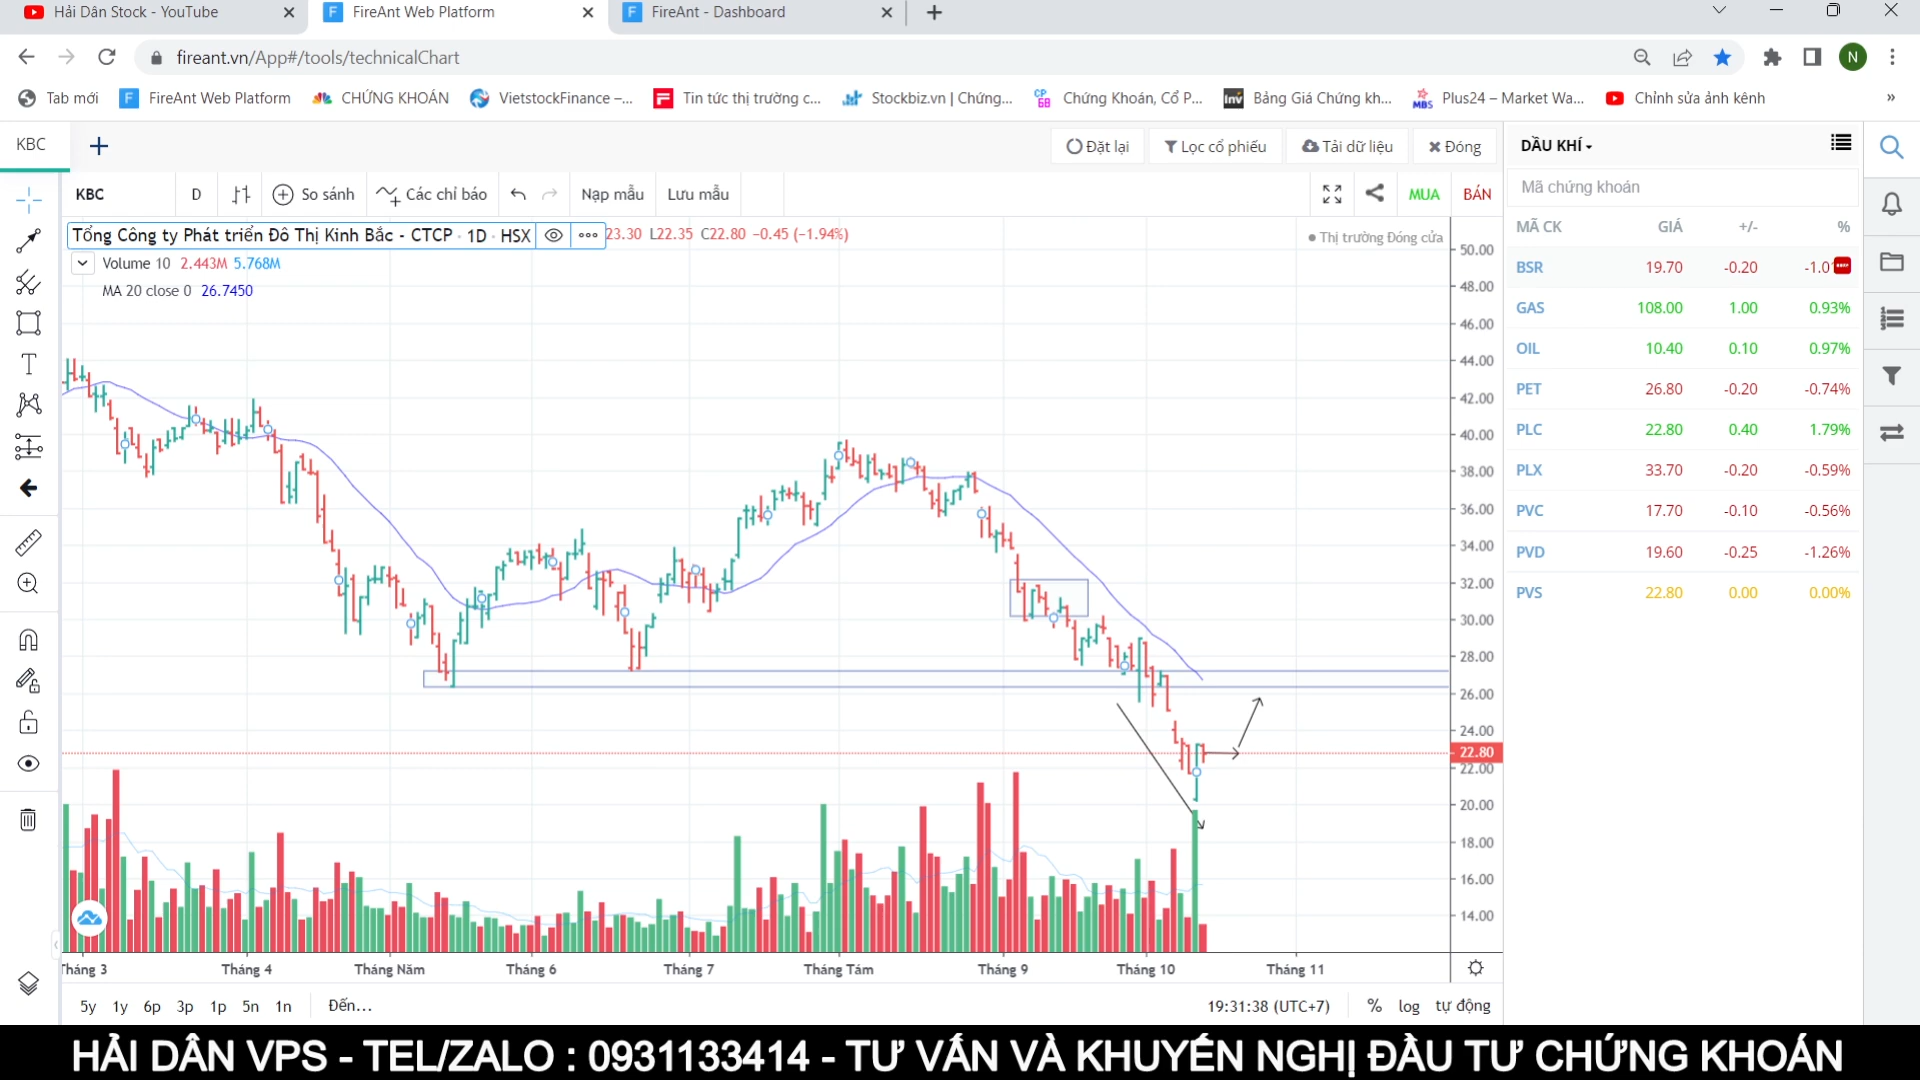 Hải Dân Stock - YouTube
FireAnt Web Platform
FireAnt - Dashboard
fireant.vn/App#/tools/technicalChart
N
Tab mới
FireAnt Web Platform
CHỨNG KHOÁN
VietstockFinance –...
Tin tức thị trường c...
Stockbiz.vn | Chứng...
CP68
Chứng Khoán, Cổ P...
Inv
Bảng Giá Chứng kh...
MBS
Plus24 – Market Wa...
Chỉnh sửa ảnh kênh
»
KBC
Đặt lại
Lọc cổ phiếu
Tải dữ liệu
Đóng
DẦU KHÍ
KBC
D
So sánh
Các chỉ báo
Nạp mẫu
Lưu mẫu
MUA
BÁN
Mã chứng khoán
Tổng Công ty Phát triển Đô Thị Kinh Bắc - CTCP · 1D · HSX
23.30 L22.35 C22.80 -0.45 (-1.94%)
Thị trường Đóng cửa
Volume 10 2.443M 5.768M
MA 20 close 0 26.7450
50.00
48.00
46.00
44.00
42.00
40.00
38.00
36.00
34.00
32.00
30.00
28.00
26.00
24.00
22.80
22.00
20.00
18.00
16.00
14.00
MÃ CK GIÁ +/- %
BSR 19.70 -0.20 -1.01
GAS 108.00 1.00 0.93%
OIL 10.40 0.10 0.97%
PET 26.80 -0.20 -0.74%
PLC 22.80 0.40 1.79%
PLX 33.70 -0.20 -0.59%
PVC 17.70 -0.10 -0.56%
PVD 19.60 -0.25 -1.26%
PVS 22.80 0.00 0.00%
Tháng 3 Tháng 4 Tháng Năm Tháng 6 Tháng 7 Tháng Tám Tháng 9 Tháng 10 Tháng 11
5y 1y 6p 3p 1p 5n 1n Đến...
19:31:38 (UTC+7) % log tự động
HẢI DÂN VPS - TEL/ZALO : 0931133414 - TƯ VẤN VÀ KHUYẾN NGHỊ ĐẦU TƯ CHỨNG KHOÁN